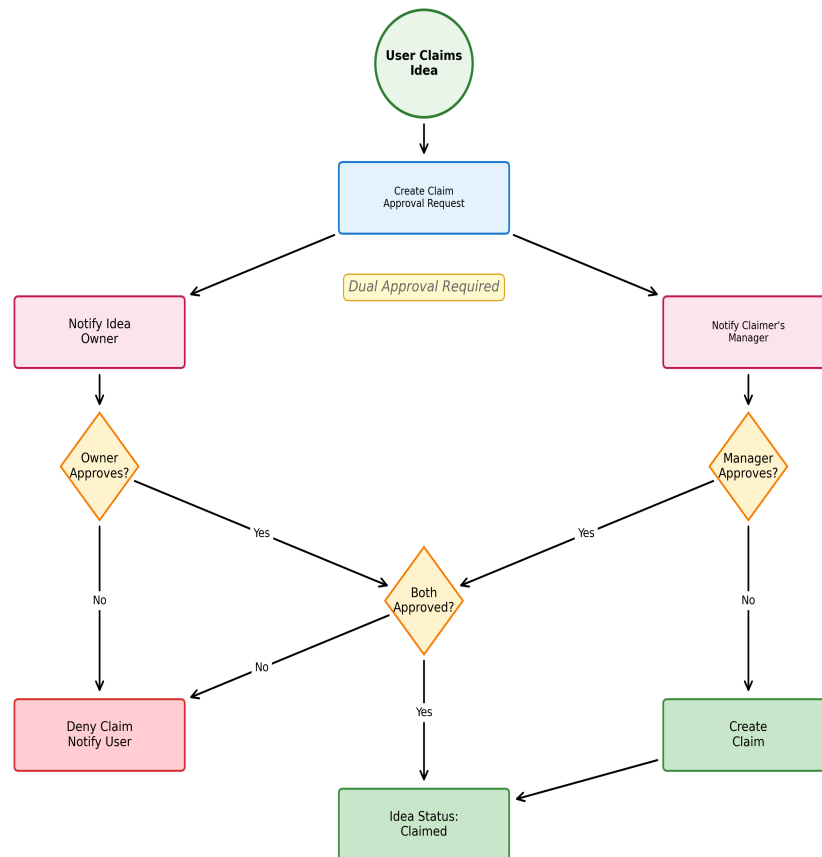 User Claims
Idea
Create Claim
Approval Request
Dual Approval Required
Notify Idea
Owner
Notify Claimer's
Manager
Owner
Approves?
Manager
Approves?
Yes
Yes
Both
Approved?
No
No
No
Yes
Deny Claim
Notify User
Create
Claim
Idea Status:
Claimed